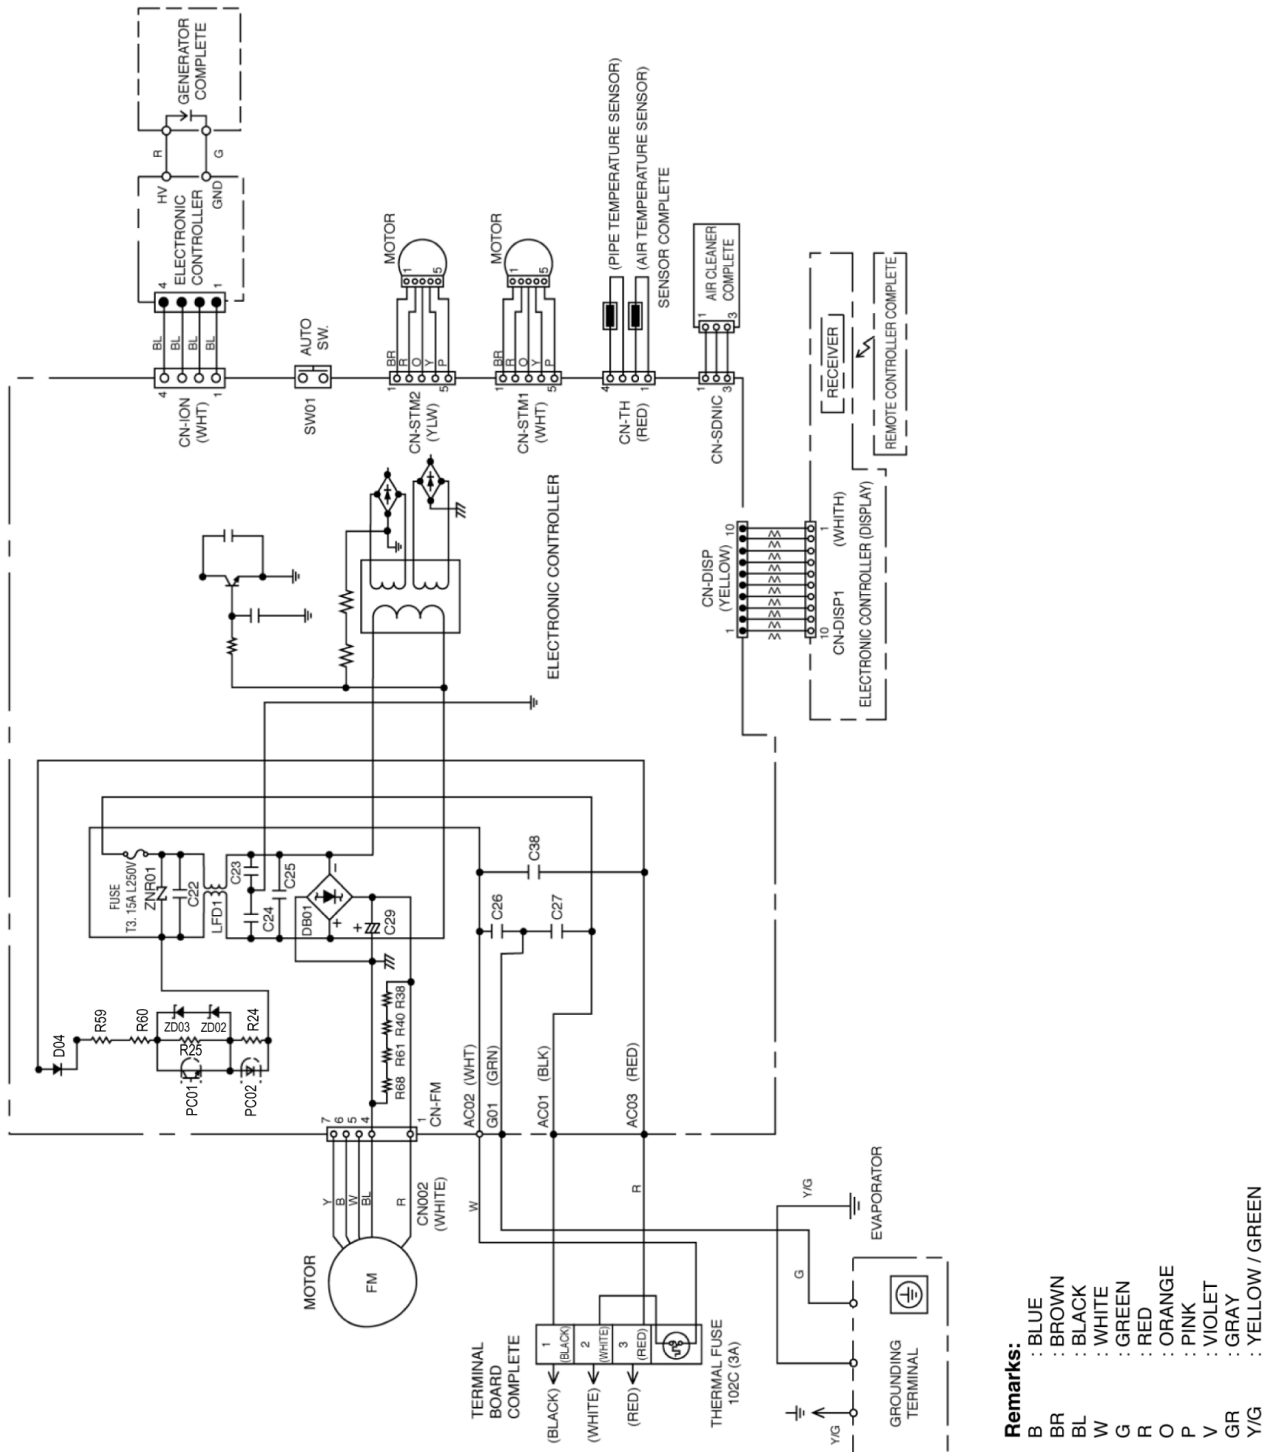 GENERATOR
COMPLETE
R
G
HV
GND
ELECTRONIC
CONTROLLER
4
1
BL
BL
BL
BL
4
1
CN-ION
(WHT)
AUTO
SW.
SW01
MOTOR
1
5
BR
R
O
Y
P
1
5
CN-STM2
(YLW)
MOTOR
1
5
BR
R
O
Y
P
1
5
CN-STM1
(WHT)
(PIPE TEMPERATURE SENSOR)
(AIR TEMPERATURE SENSOR)
SENSOR COMPLETE
4
1
CN-TH
(RED)
AIR CLEANER
COMPLETE
1
3
1
3
CN-SDNIC
RECEIVER
REMOTE CONTROLLER COMPLETE
ELECTRONIC CONTROLLER
CN-DISP
(YELLOW)
10
1
1
10
(WHITH)
CN-DISP1
ELECTRONIC CONTROLLER (DISPLAY)
FUSE
T3. 15A L250V
ZNR01
C22
LFD1
C23
C24
C25
DB01
–
+
+
C29
C38
C26
C27
D04
R59
R60
ZD03
ZD02
R25
R24
PC01
PC02
R38
R40
R61
R68
7
6
5
4
1
CN-FM
AC02 (WHT)
G01 (GRN)
AC01 (BLK)
AC03 (RED)
Y
B
W
BL
R
CN002
(WHITE)
MOTOR
FM
W
R
Y/G
EVAPORATOR
G
TERMINAL
BOARD
COMPLETE
1
(BLACK)
2
(WHITE)
3
(RED)
(BLACK)
(WHITE)
(RED)
THERMAL FUSE
102C (3A)
GROUNDING
TERMINAL
Y/G
Remarks:
B : BLUE
BR : BROWN
BL : BLACK
W : WHITE
G : GREEN
R : RED
O : ORANGE
P : PINK
V : VIOLET
GR : GRAY
Y/G : YELLOW / GREEN